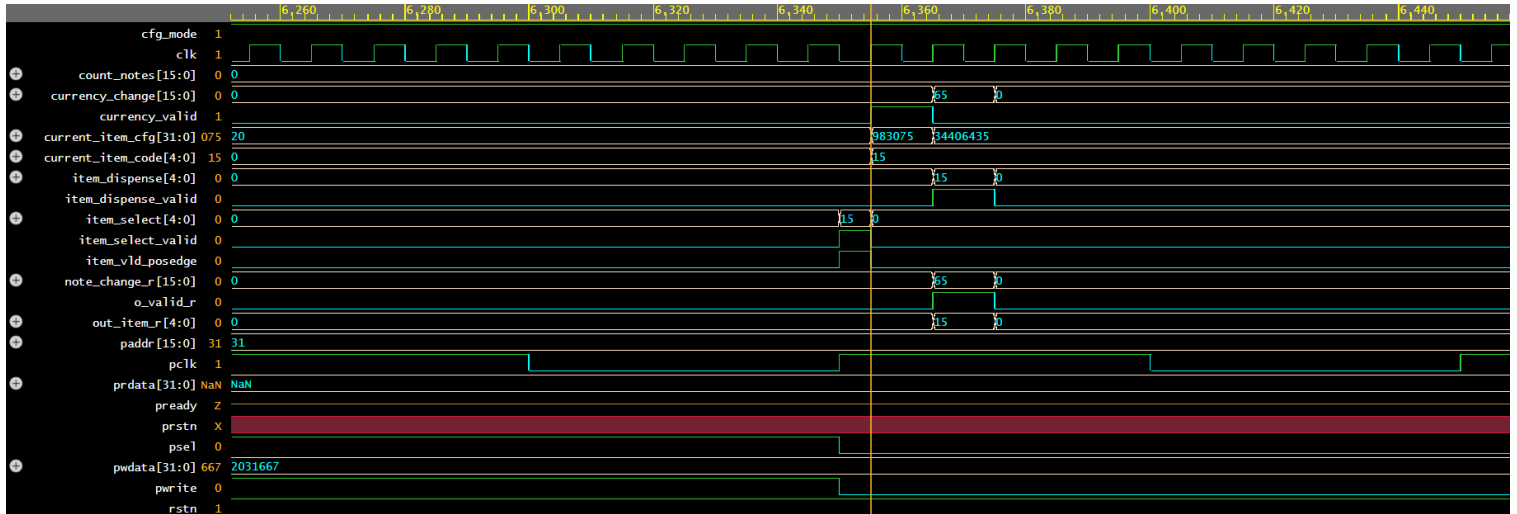 6,260 6,280 6,300 6,320 6,340 6,360 6,380 6,400 6,420 6,440
cfg_mode 1
clk 1
count_notes[15:0] 0 0
currency_change[15:0] 0 0 65 0
currency_valid 1
current_item_cfg[31:0] 075 20 983075 34406435
current_item_code[4:0] 15 0 15
item_dispense[4:0] 0 0 15 0
item_dispense_valid 0
item_select[4:0] 0 0 15 0
item_select_valid 0
item_vld_posedge 0
note_change_r[15:0] 0 0 65 0
o_valid_r 0
out_item_r[4:0] 0 0 15 0
paddr[15:0] 31 31
pclk 1
prdata[31:0] NaN NaN
pready Z
prstn X
psel 0
pwdata[31:0] 667 2031667
pwrite 0
rstn 1